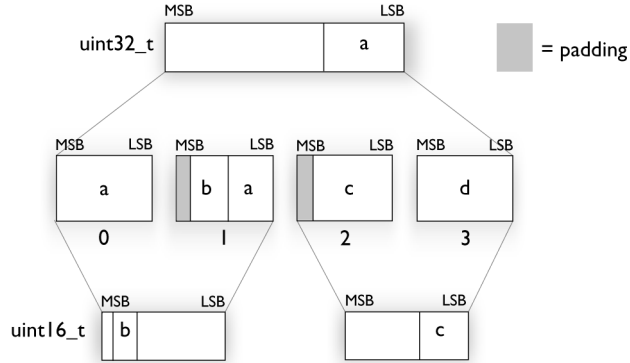 MSB LSB
uint32_t a = padding
MSB LSB MSB LSB MSB LSB MSB LSB
a b a c d
0 1 2 3
MSB LSB MSB LSB
uint16_t b c